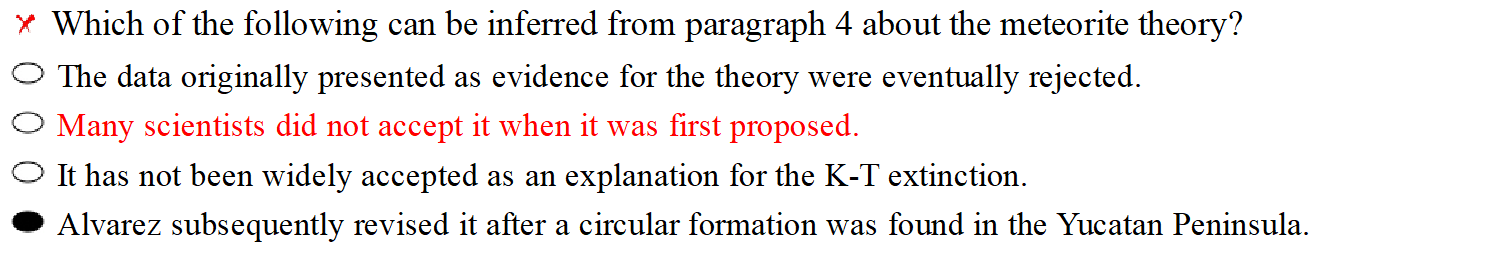 Which of the following can be inferred from paragraph 4 about the meteorite theory?
The data originally presented as evidence for the theory were eventually rejected.
Many scientists did not accept it when it was first proposed.
It has not been widely accepted as an explanation for the K-T extinction.
Alvarez subsequently revised it after a circular formation was found in the Yucatan Peninsula.